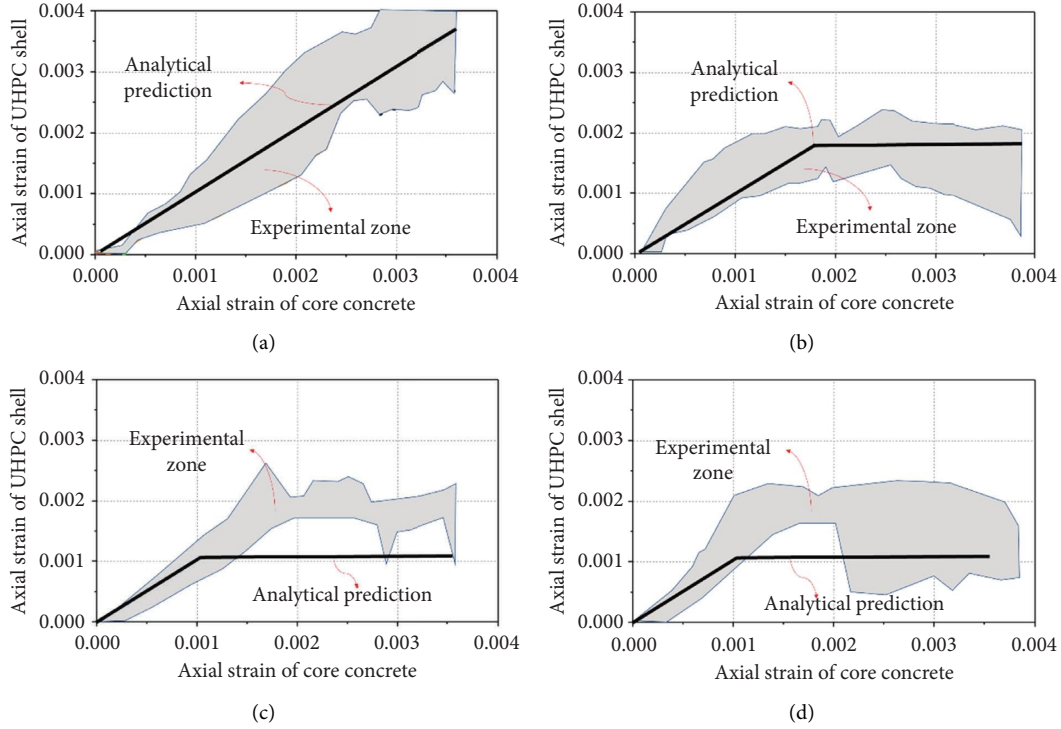 0.004
0.003
0.002
0.001
0.000
Axial strain of UHPC shell
Analytical
prediction
Experimental zone
0.000 0.001 0.002 0.003 0.004
Axial strain of core concrete
(a)
0.004
0.003
0.002
0.001
0.000
Axial strain of UHPC shell
Analytical
prediction
Experimental zone
0.000 0.001 0.002 0.003 0.004
Axial strain of core concrete
(b)
0.004
0.003
0.002
0.001
0.000
Axial strain of UHPC shell
Experimental
zone
Analytical prediction
0.000 0.001 0.002 0.003 0.004
Axial strain of core concrete
(c)
0.004
0.003
0.002
0.001
0.000
Axial strain of UHPC shell
Experimental
zone
Analytical prediction
0.000 0.001 0.002 0.003 0.004
Axial strain of core concrete
(d)